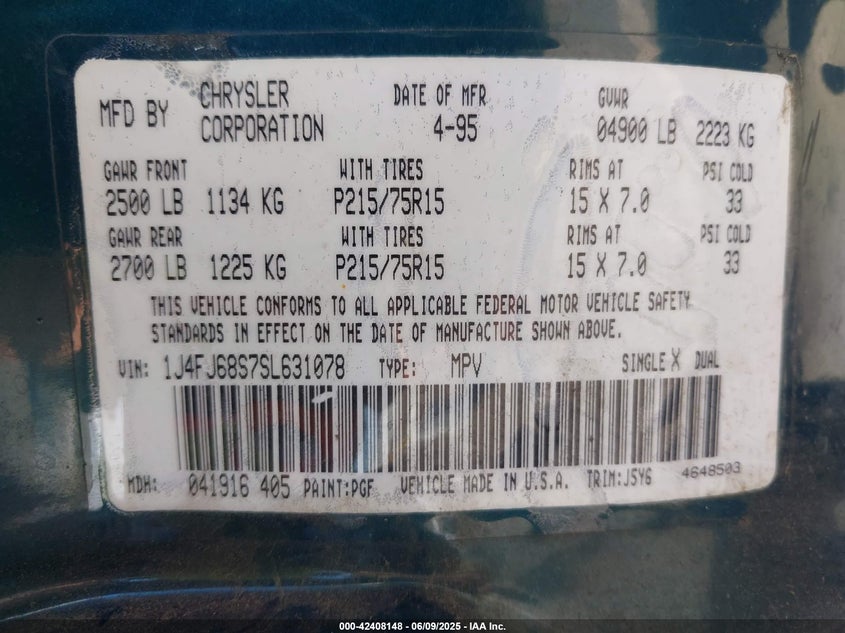 MFD BY CHRYSLER CORPORATION DATE OF MFR 4-95 GVWR 04900 LB 2223 KG
GAWR FRONT WITH TIRES RIMS AT PSI COLD
2500 LB 1134 KG P215/75R15 15 X 7.0 33
GAWR REAR WITH TIRES RIMS AT PSI COLD
2700 LB 1225 KG P215/75R15 15 X 7.0 33
THIS VEHICLE CONFORMS TO ALL APPLICABLE FEDERAL MOTOR VEHICLE SAFETY
STANDARDS IN EFFECT ON THE DATE OF MANUFACTURE SHOWN ABOVE.
VIN: 1J4FJ68S7SL631078 TYPE: MPV SINGLE X DUAL
MDH: 041916 405 PAINT:PGF VEHICLE MADE IN U.S.A. TRIM:JSY6 4648503
000-42408148 - 06/09/2025 - IAA Inc.